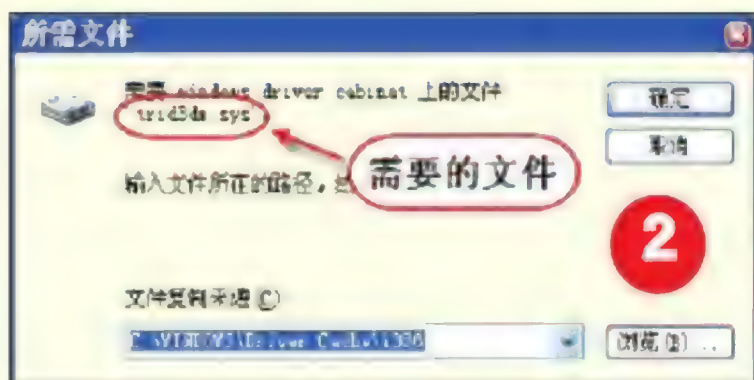 所需文件
需要 windows driver cabinet 上的文件
确定
取消
输入文件所在的路径，
需要的文件
2
文件复制来源(C)
浏览(B)...